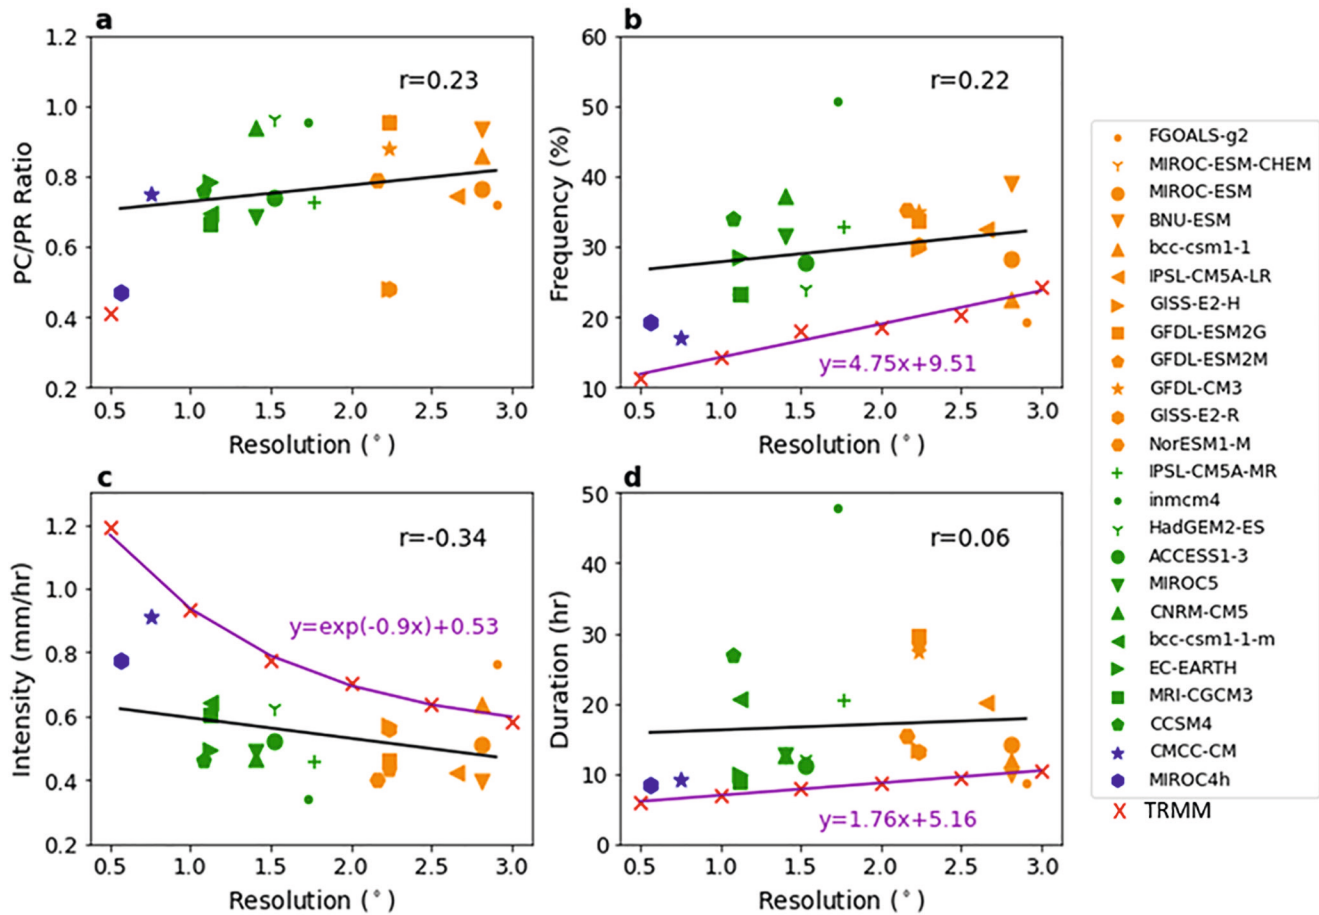 a
1.2
1.0
0.8
0.6
0.4
0.2
PC/PR Ratio
r=0.23
0.5 1.0 1.5 2.0 2.5 3.0
Resolution (°)
b
60
50
40
30
20
10
Frequency (%)
r=0.22
y=4.75x+9.51
0.5 1.0 1.5 2.0 2.5 3.0
Resolution (°)
c
1.2
1.0
0.8
0.6
0.4
0.2
Intensity (mm/hr)
r=-0.34
y=exp(-0.9x)+0.53
0.5 1.0 1.5 2.0 2.5 3.0
Resolution (°)
d
50
40
30
20
10
0
Duration (hr)
r=0.06
y=1.76x+5.16
0.5 1.0 1.5 2.0 2.5 3.0
Resolution (°)
FGOALS-g2
MIROC-ESM-CHEM
MIROC-ESM
BNU-ESM
bcc-csm1-1
IPSL-CM5A-LR
GISS-E2-H
GFDL-ESM2G
GFDL-ESM2M
GFDL-CM3
GISS-E2-R
NorESM1-M
IPSL-CM5A-MR
inmcm4
HadGEM2-ES
ACCESS1-3
MIROC5
CNRM-CM5
bcc-csm1-1-m
EC-EARTH
MRI-CGCM3
CCSM4
CMCC-CM
MIROC4h
TRMM